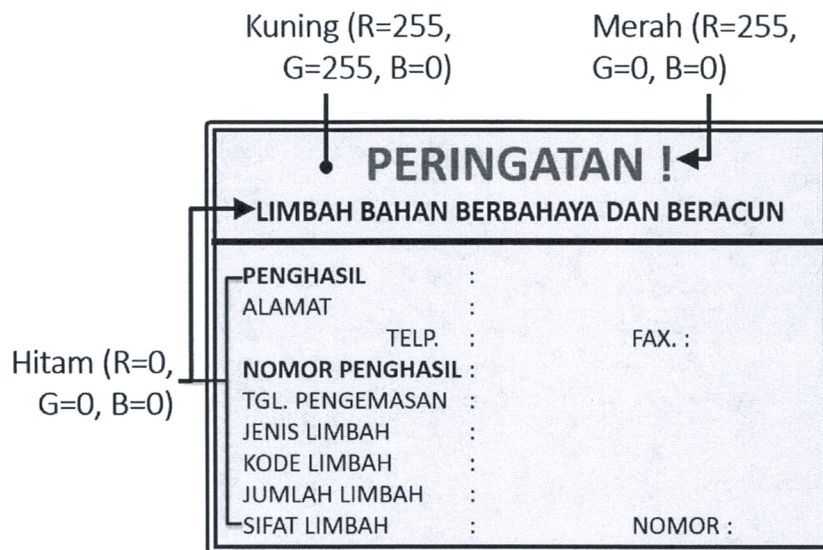 Kuning (R=255,
G=255, B=0)
Merah (R=255,
G=0, B=0)
PERINGATAN !
LIMBAH BAHAN BERBAHAYA DAN BERACUN
PENGHASIL :
ALAMAT :
TELP. : FAX. :
Hitam (R=0,
G=0, B=0)
NOMOR PENGHASIL :
TGL. PENGEMASAN :
JENIS LIMBAH :
KODE LIMBAH :
JUMLAH LIMBAH :
SIFAT LIMBAH : NOMOR :